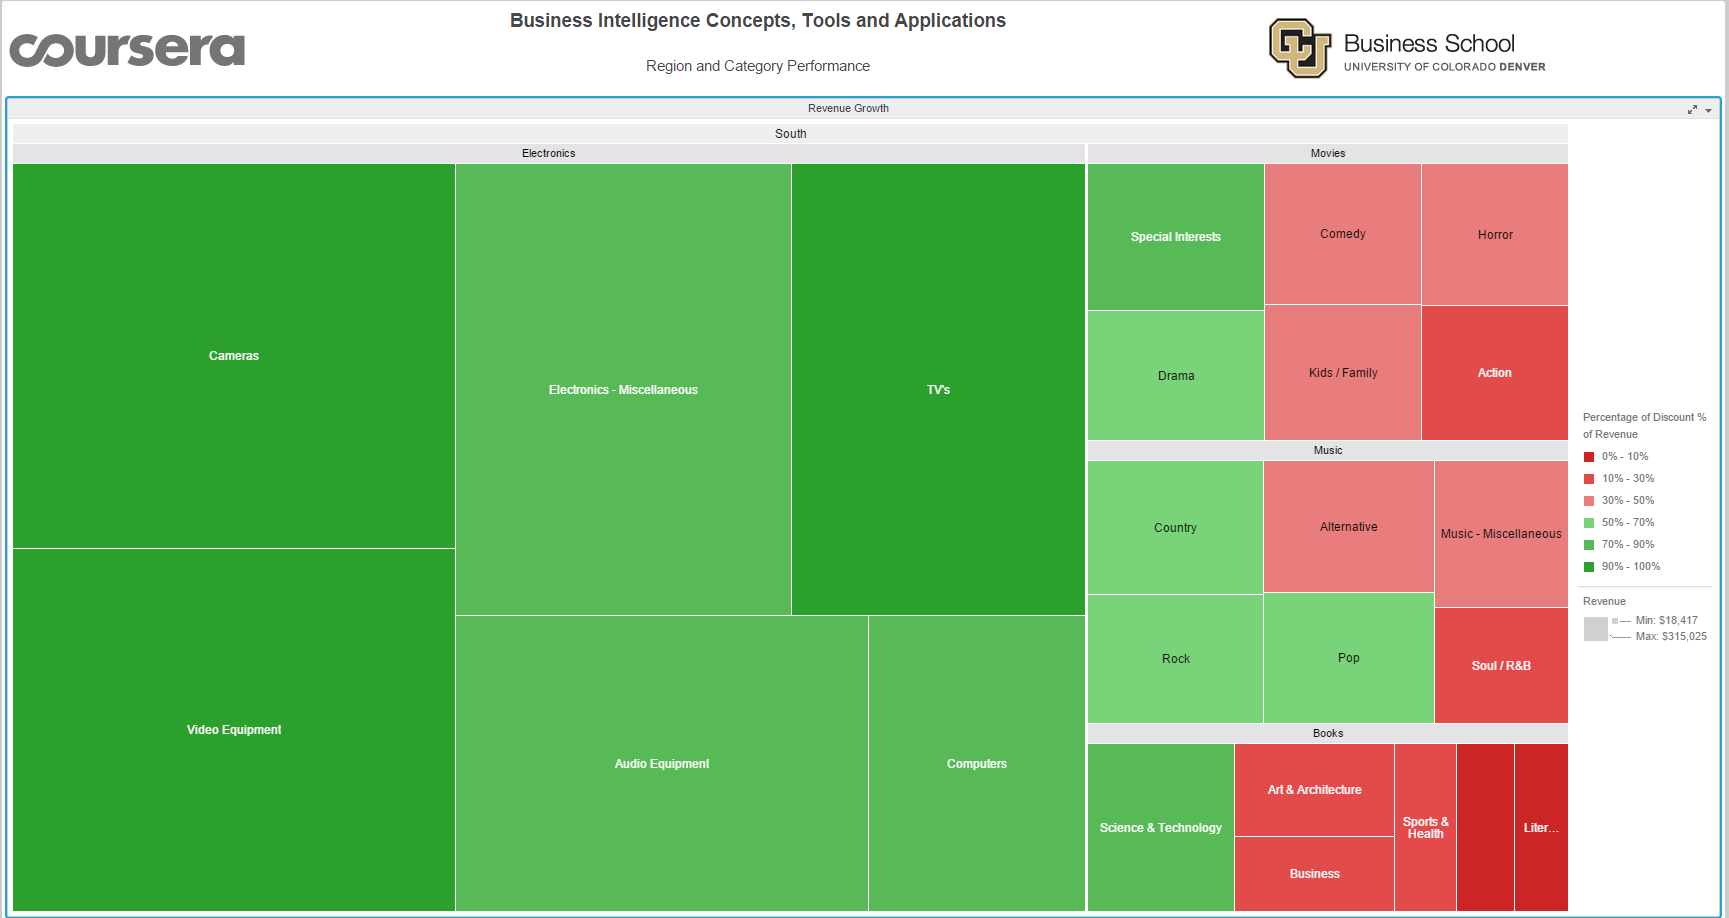 coursera
Business Intelligence Concepts, Tools and Applications
Region and Category Performance
CU
Business School
UNIVERSITY OF COLORADO DENVER
Revenue Growth
South
Electronics
Movies
Cameras
Electronics - Miscellaneous
TV's
Video Equipment
Audio Equipment
Computers
Special Interests
Comedy
Horror
Drama
Kids / Family
Action
Music
Country
Alternative
Music - Miscellaneous
Rock
Pop
Soul / R&B
Books
Science & Technology
Art & Architecture
Business
Sports &
Health
Liter...
Percentage of Discount %
of Revenue
0% - 10%
10% - 30%
30% - 50%
50% - 70%
70% - 90%
90% - 100%
Revenue
Min: $18,417
Max: $315,025